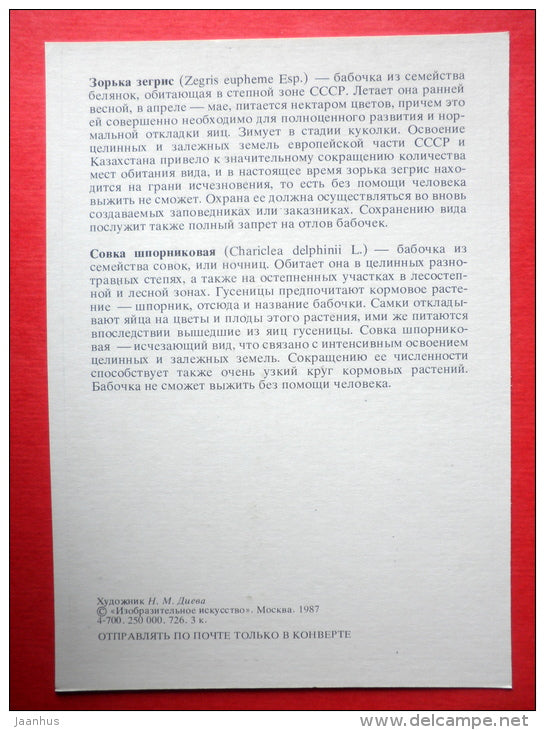 Зорька зегрис (Zegris eupheme Esp.) — бабочка из семейства
белянок, обитающая в степной зоне СССР. Летает она ранней
весной, в апреле — мае, питается нектаром цветов, причем это
ей совершенно необходимо для полноценного развития и нор-
мальной откладки яиц. Зимует в стадии куколки. Освоение
целинных и залежных земель европейской части СССР и
Казахстана привело к значительному сокращению количества
мест обитания вида, и в настоящее время зорька зегрис нахо-
дится на грани исчезновения, то есть без помощи человека
выжить не сможет. Охрана ее должна осуществляться во вновь
создаваемых заповедниках или заказниках. Сохранению вида
послужит также полный запрет на отлов бабочек.
Совка шпорниковая (Chariclea delphinii L.) — бабочка из
семейства совок, или ночниц. Обитает она в целинных разно-
травных степях, а также на остепненных участках в лесостеп-
ной и лесной зонах. Гусеницы предпочитают кормовое расте-
ние — шпорник, отсюда и название бабочки. Самки отклады-
вают яйца на цветы и плоды этого растения, ими же питаются
впоследствии вышедшие из яиц гусеницы. Совка шпорнико-
вая — исчезающий вид, что связано с интенсивным освоением
целинных и залежных земель. Сокращению ее численности
способствует также очень узкий круг кормовых растений.
Бабочка не сможет выжить без помощи человека.
Художник Н. М. Диева
© «Изобразительное искусство». Москва. 1987
4-700. 250 000. 726. 3 к.
ОТПРАВЛЯТЬ ПО ПОЧТЕ ТОЛЬКО В КОНВЕРТЕ
jaanhus
www.delcampe.net